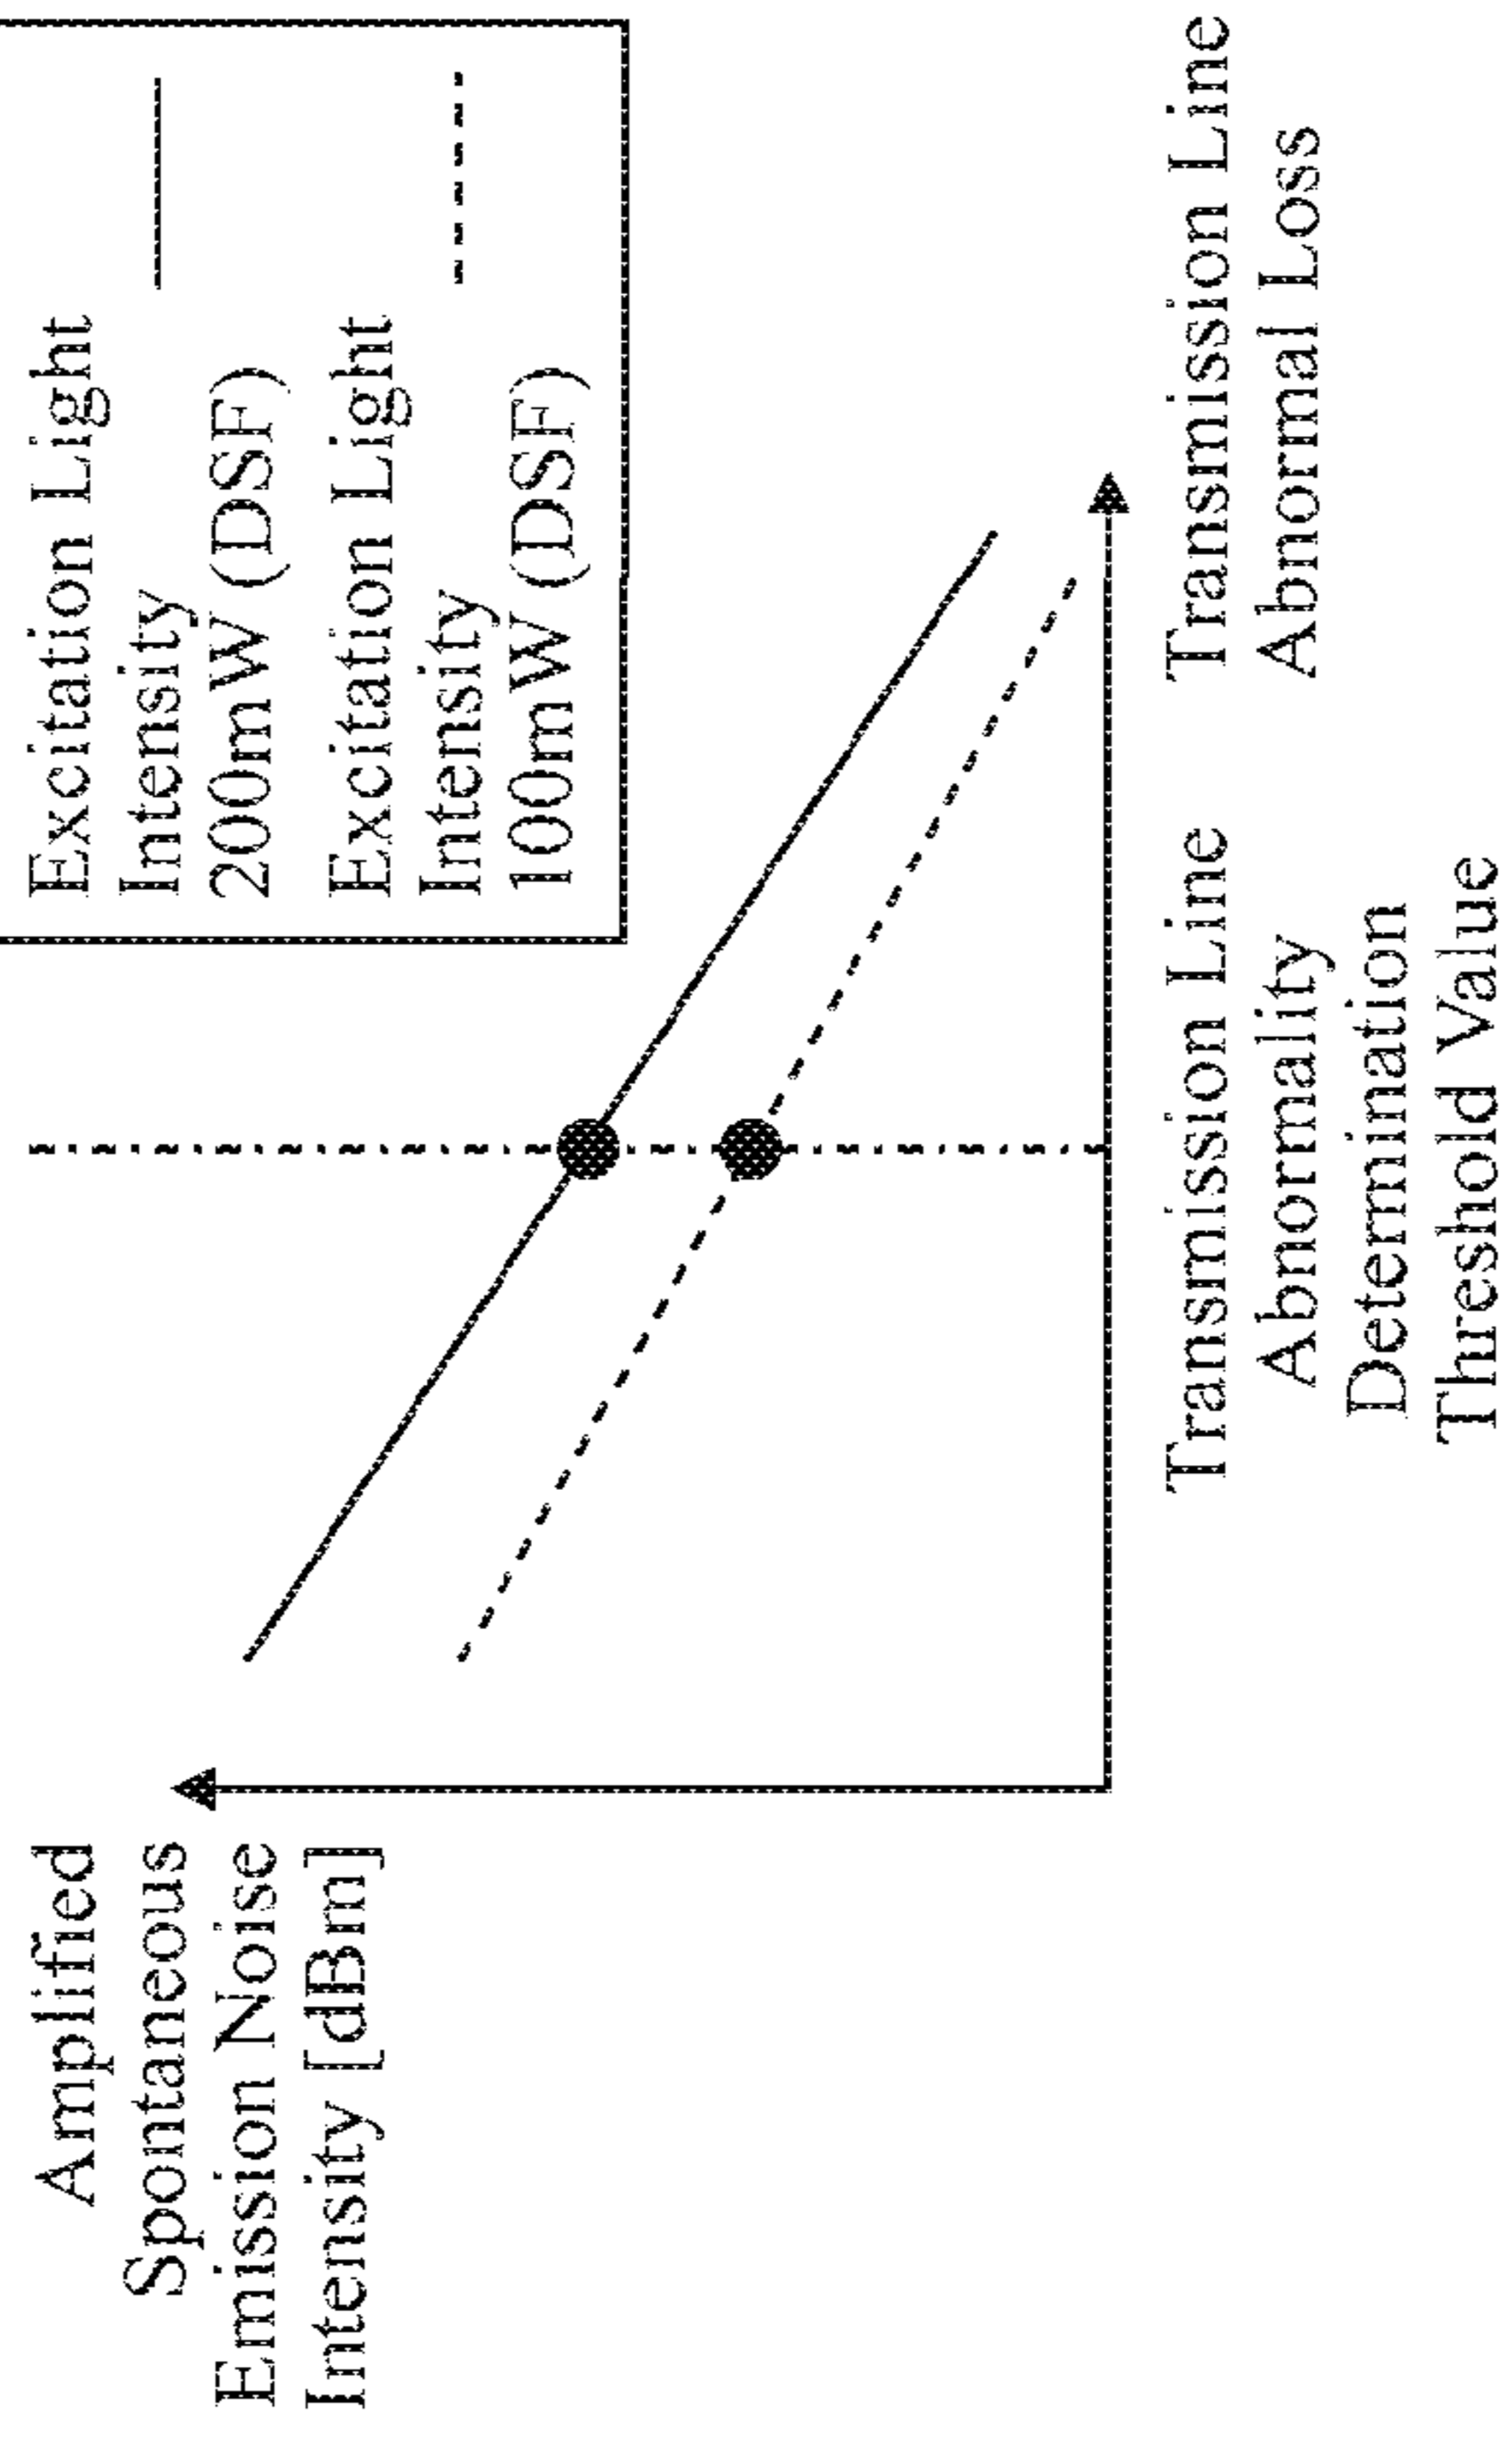 Amplified
Spontaneous
Emission Noise
Intensity [dBm]
Excitation Light
Intensity
200mW (DSF)
Excitation Light
Intensity
100mW (DSF)
Transmission Line
Abnormality
Determination
Threshold Value
Transmission Line
Abnormal Loss